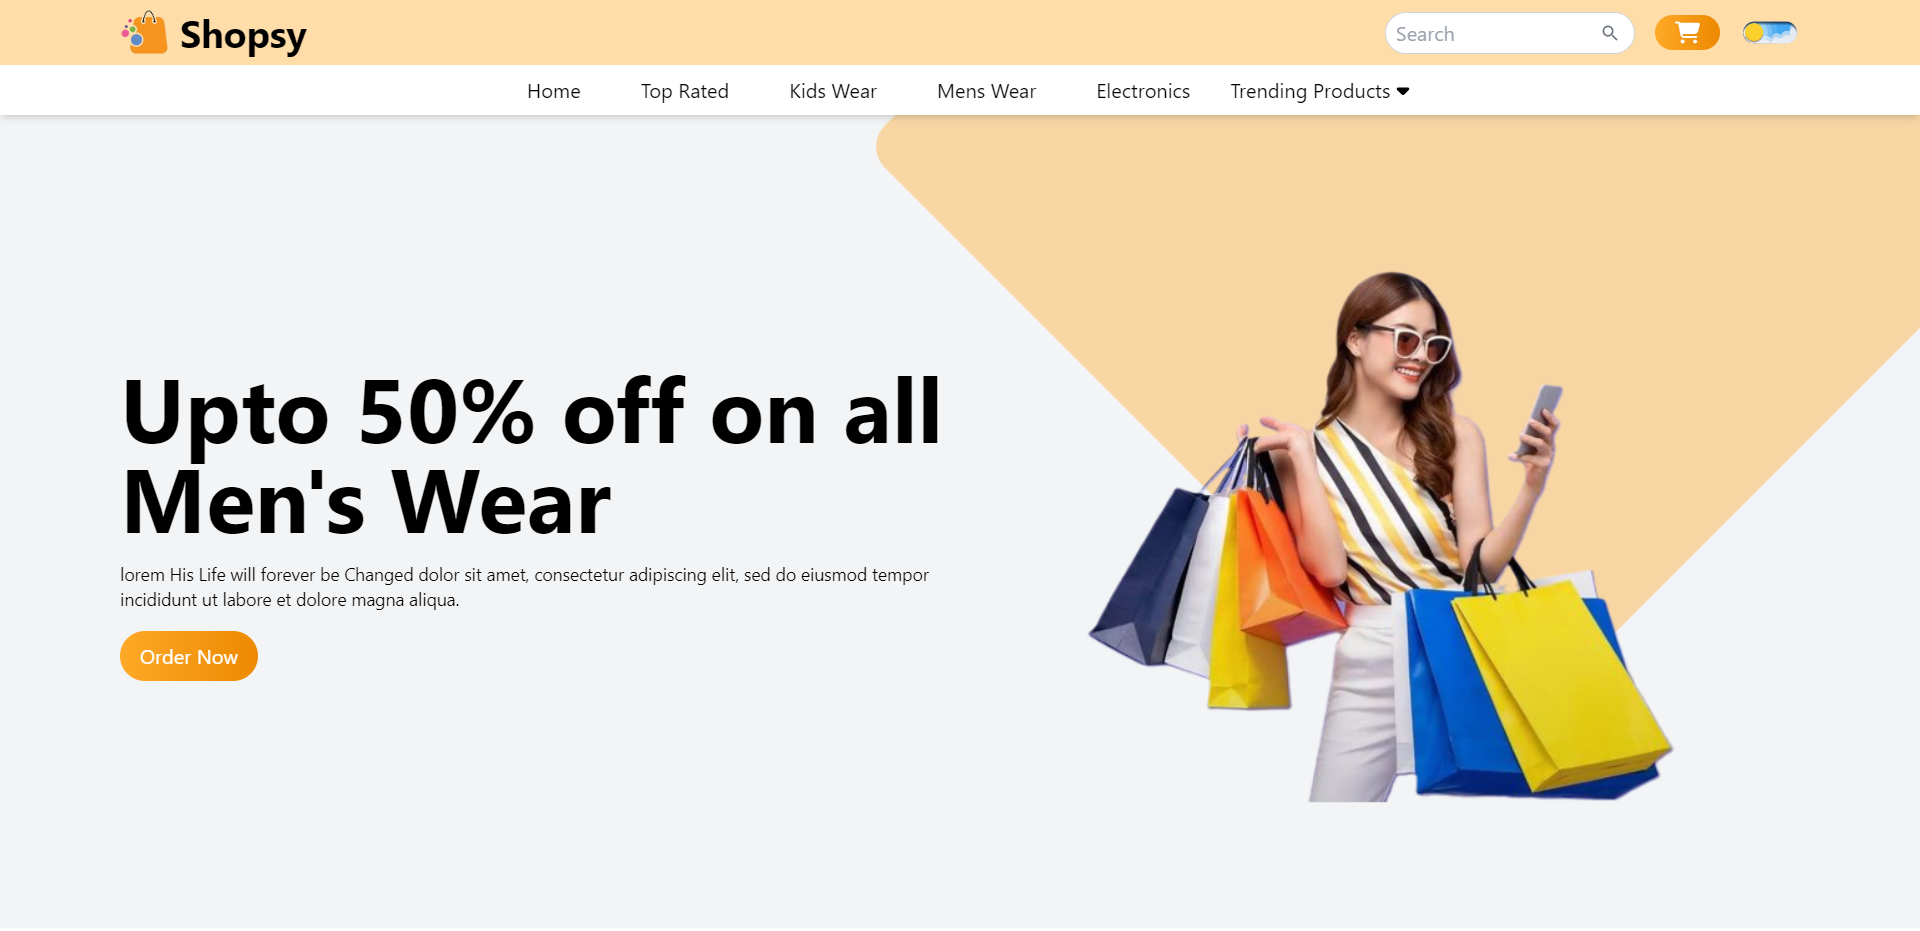 Shopsy
Search
Home Top Rated Kids Wear Mens Wear Electronics Trending Products
Upto 50% off on all
Men's Wear
lorem His Life will forever be Changed dolor sit amet, consectetur adipiscing elit, sed do eiusmod tempor
incididunt ut labore et dolore magna aliqua.
Order Now